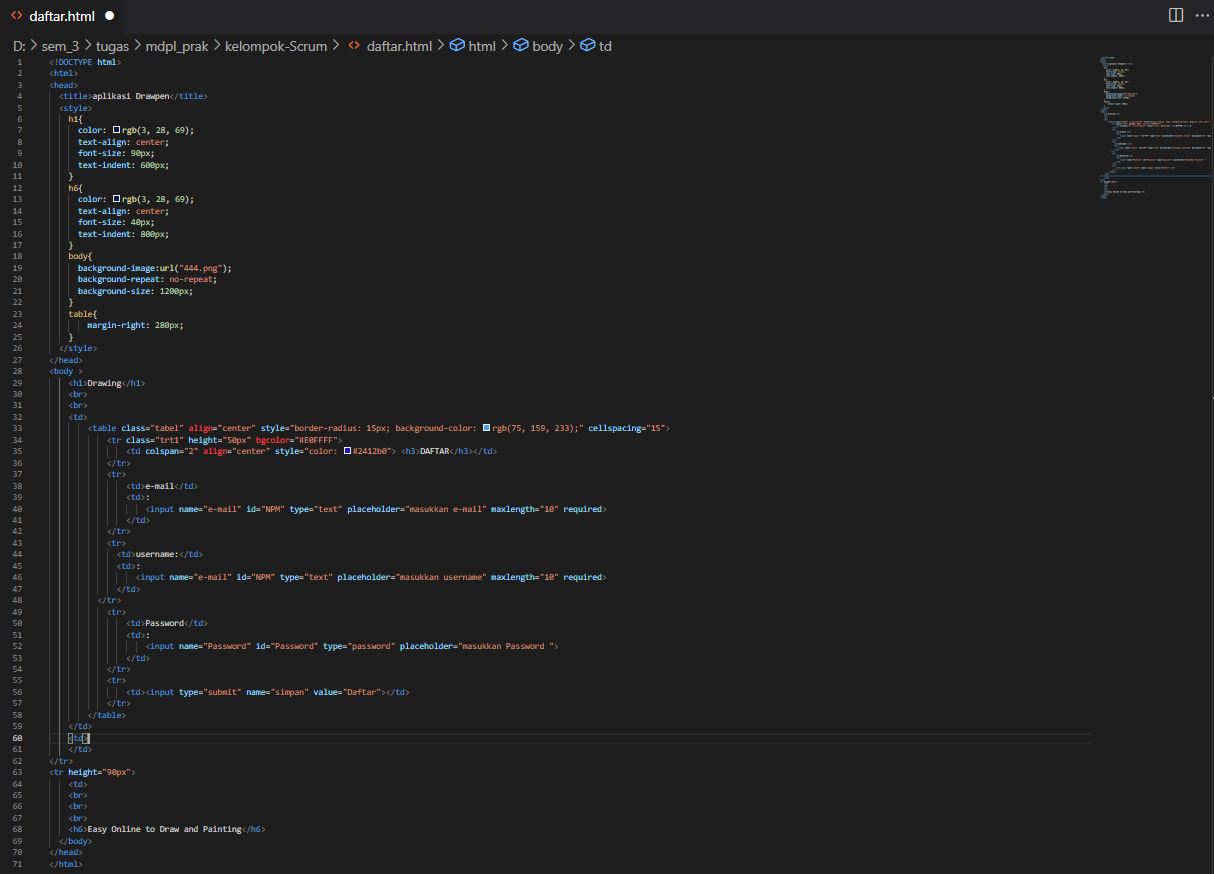 daftar.html ●
D: > sem_3 > tugas > mdpl_prak > kelompok-Scrum > daftar.html > html > body > td
1 <!DOCTYPE html>
2 <html>
3 <head>
4 <title>aplikasi Drawpen</title>
5 <style>
6 h1{
7 color: rgb(3, 28, 69);
8 text-align: center;
9 font-size: 90px;
10 text-indent: 600px;
11 }
12 h6{
13 color: rgb(3, 28, 69);
14 text-align: center;
15 font-size: 40px;
16 text-indent: 800px;
17 }
18 body{
19 background-image:url("444.png");
20 background-repeat: no-repeat;
21 background-size: 1200px;
22 }
23 table{
24 margin-right: 280px;
25 }
26 </style>
27 </head>
28 <body >
29 <h1>Drawing</h1>
30 <br>
31 <br>
32 <td>
33 <table class="tabel" align="center" style="border-radius: 15px; background-color: rgb(75, 159, 233);" cellspacing="15">
34 <tr class="trt1" height="50px" bgcolor="#E0FFFF">
35 <td colspan="2" align="center" style="color: #2412b0"> <h3>DAFTAR</h3></td>
36 </tr>
37 <tr>
38 <td>e-mail</td>
39 <td>:
40 <input name="e-mail" id="NPM" type="text" placeholder="masukkan e-mail" maxlength="10" required>
41 </td>
42 </tr>
43 <tr>
44 <td>username:</td>
45 <td>:
46 <input name="e-mail" id="NPM" type="text" placeholder="masukkan username" maxlength="10" required>
47 </td>
48 </tr>
49 <tr>
50 <td>Password</td>
51 <td>:
52 <input name="Password" id="Password" type="password" placeholder="masukkan Password ">
53 </td>
54 </tr>
55 <tr>
56 <td><input type="submit" name="simpan" value="Daftar"></td>
57 </tr>
58 </table>
59 </td>
60 <td>
61 </td>
62 </tr>
63 <tr height="90px">
64 <td>
65 <br>
66 <br>
67 <br>
68 <h6>Easy Online to Draw and Painting</h6>
69 </body>
70 </head>
71 </html>